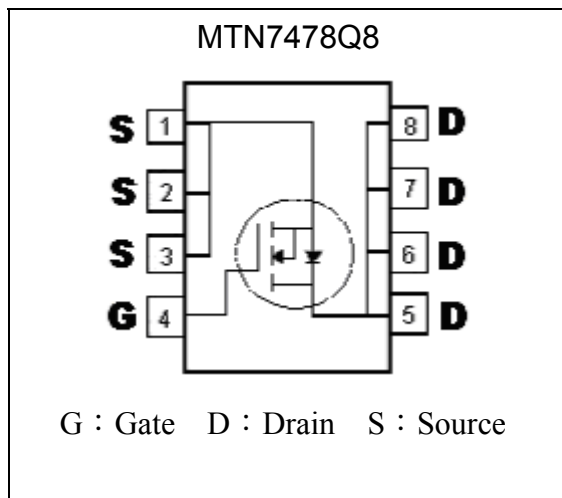 MTN7478Q8
S 1 8 D
S 2 7 D
S 3 6 D
G 4 5 D
G：Gate D：Drain S：Source